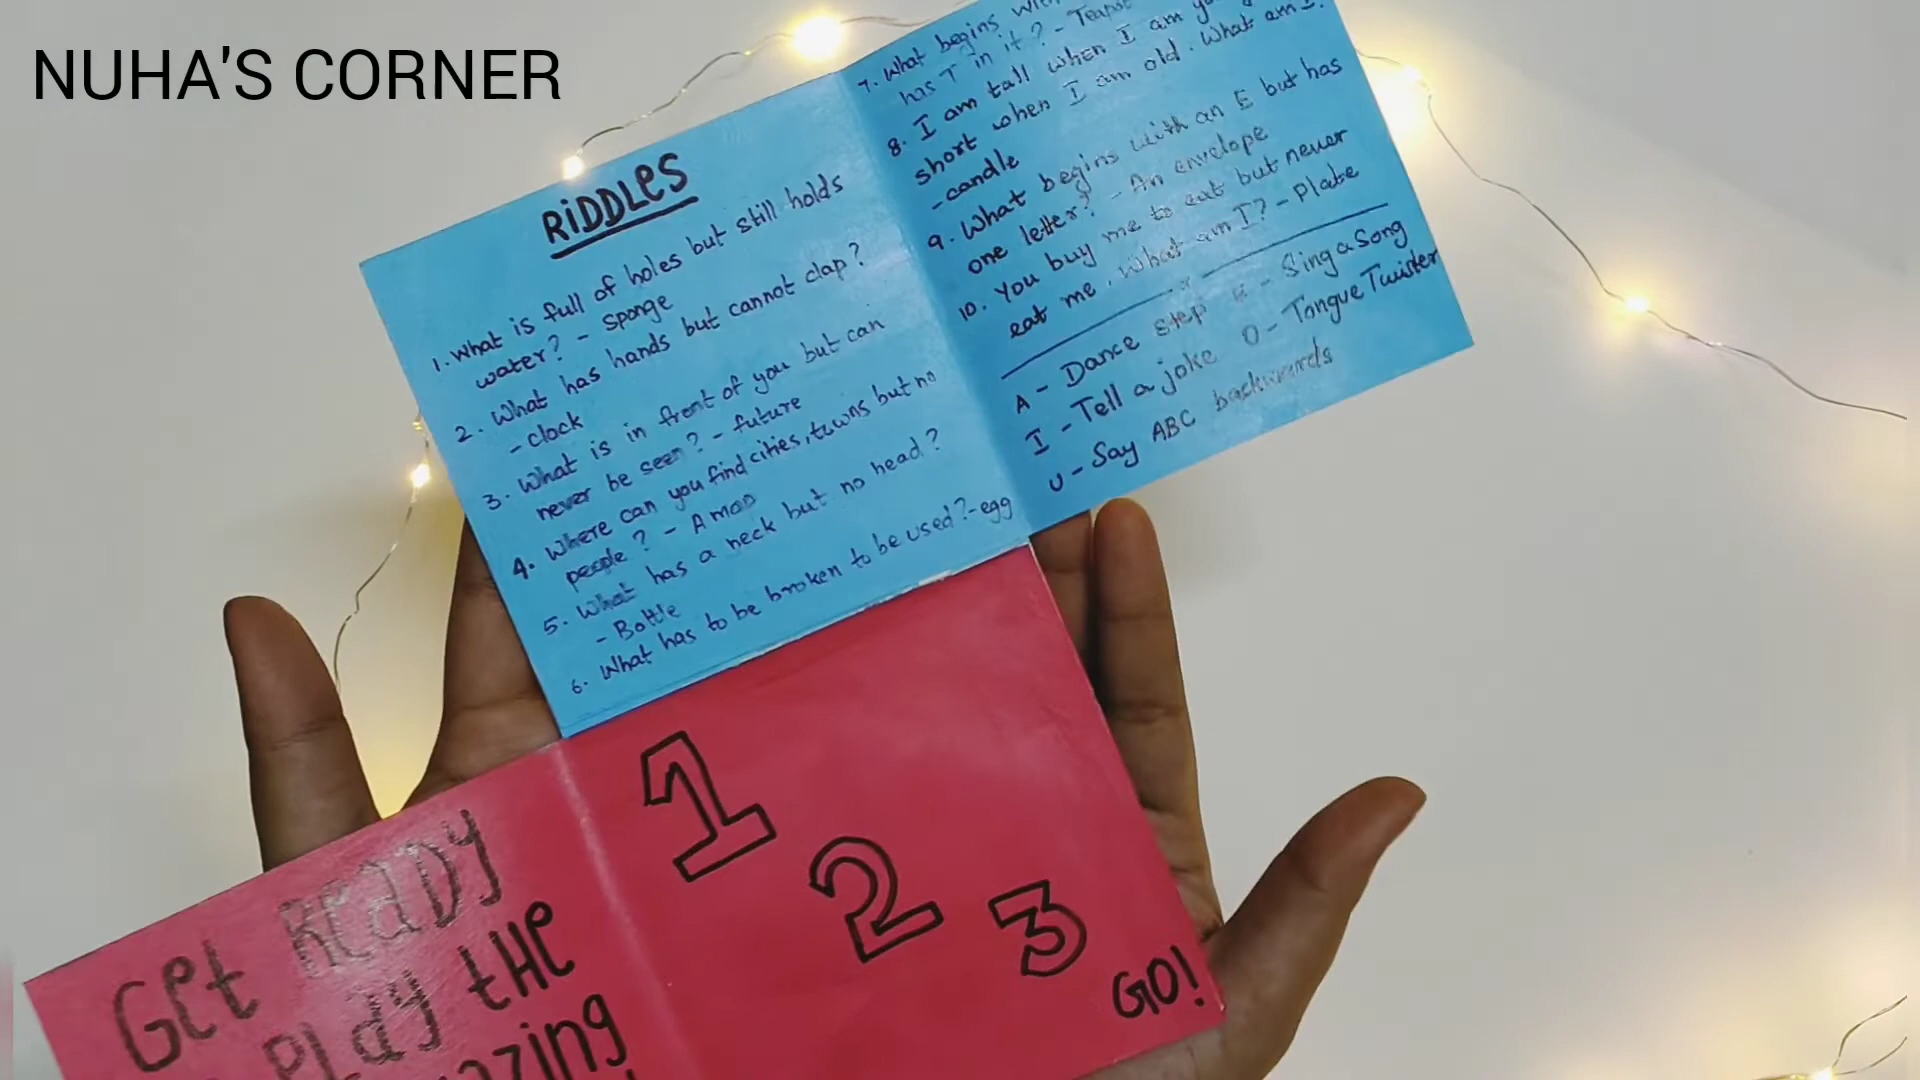 NUHA'S CORNER
RIDDLES
1. What is full of holes but still holds
water? - sponge
2. What has hands but cannot clap?
- clock
3. What is in front of you but can
never be seen? - future
4. Where can you find cities, towns but no
people? - A map
5. What has a neck but no head?
- Bottle
6. What has to be broken to be used? - egg
7. What begins
has T in it? - Teapot
8. I am tall when I am
short when I am old. What am I?
- candle
9. What begins with an E but has
one letter? - An envelope
10. You buy me to eat but never
eat me. What am I? - Plate
A - Dance step E - Sing a Song
I - Tell a joke O - Tongue Twister
U - Say ABC backwards
Get Ready
Play the
1
2
3
GO!